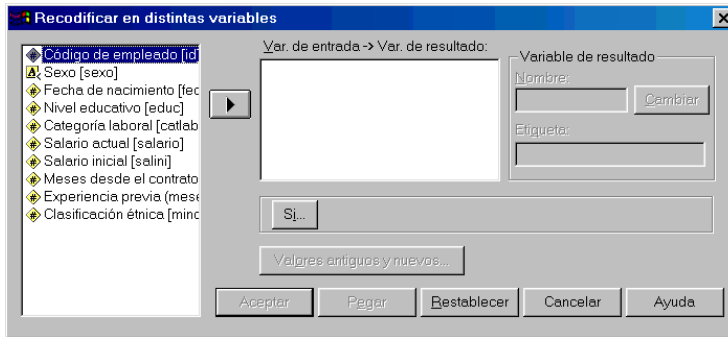 Recodificar en distintas variables
Código de empleado [id
Sexo [sexo]
Fecha de nacimiento [fec
Nivel educativo [educ]
Categoría laboral [catlab
Salario actual [salario]
Salario inicial [salini]
Meses desde el contrato
Experiencia previa (mese
Clasificación étnica [minc
Var. de entrada -> Var. de resultado:
Variable de resultado
Nombre:
Cambiar
Etiqueta:
Si...
Valores antiguos y nuevos...
Aceptar
Pegar
Restablecer
Cancelar
Ayuda